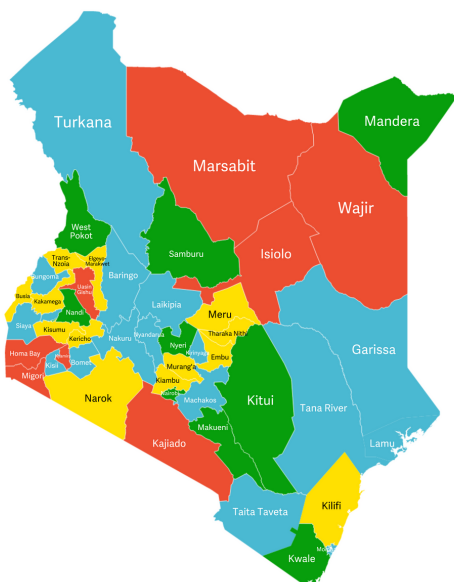 Turkana
Mandera
Marsabit
Wajir
West
Pokot
Samburu
Isiolo
Trans-
Nzoia
Elgeyo-
Marakwet
Bungoma
Baringo
Uasin
Gishu
Busia
Kakamega
Laikipia
Nandi
Meru
Siaya
Kisumu
Tharaka Nithi
Nakuru
Nyandarua
Nyeri
Kericho
Garissa
Homa Bay
Kisii
Bomet
Murang'a
Embu
Migori
Kiambu
Nairobi
Narok
Machakos
Kitui
Tana River
Makueni
Kajiado
Lamu
Taita Taveta
Kilifi
Kwale